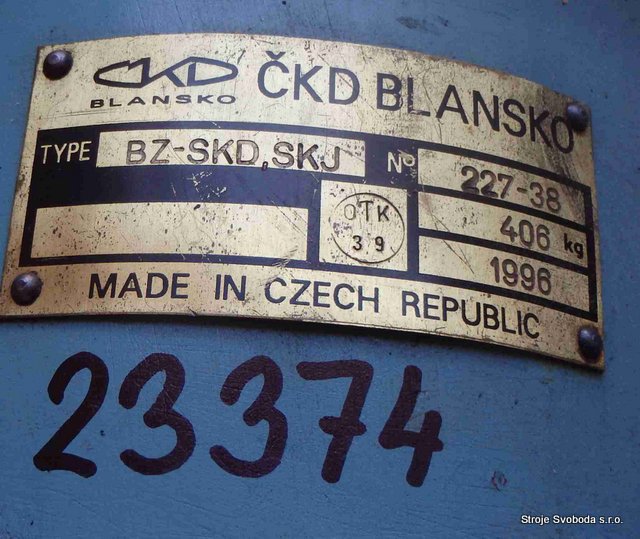 ČKD
BLANSKO
ČKD BLANSKO
TYPE BZ-SKD, SKJ Nº 227-38
406 kg
OTK
39
1996
MADE IN CZECH REPUBLIC
23374
Stroje Svoboda s.r.o.